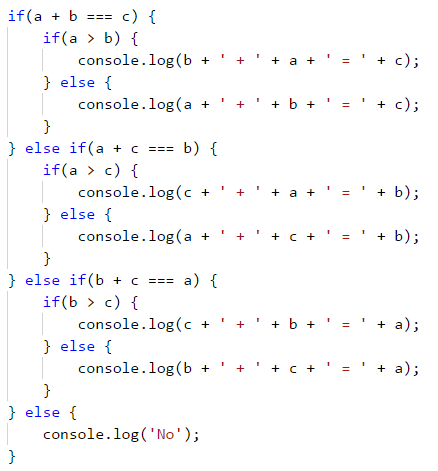 if(a + b === c) {
    if(a > b) {
        console.log(b + ' + ' + a + ' = ' + c);
    } else {
        console.log(a + ' + ' + b + ' = ' + c);
    }
} else if(a + c === b) {
    if(a > c) {
        console.log(c + ' + ' + a + ' = ' + b);
    } else {
        console.log(a + ' + ' + c + ' = ' + b);
    }
} else if(b + c === a) {
    if(b > c) {
        console.log(c + ' + ' + b + ' = ' + a);
    } else {
        console.log(b + ' + ' + c + ' = ' + a);
    }
} else {
    console.log('No');
}